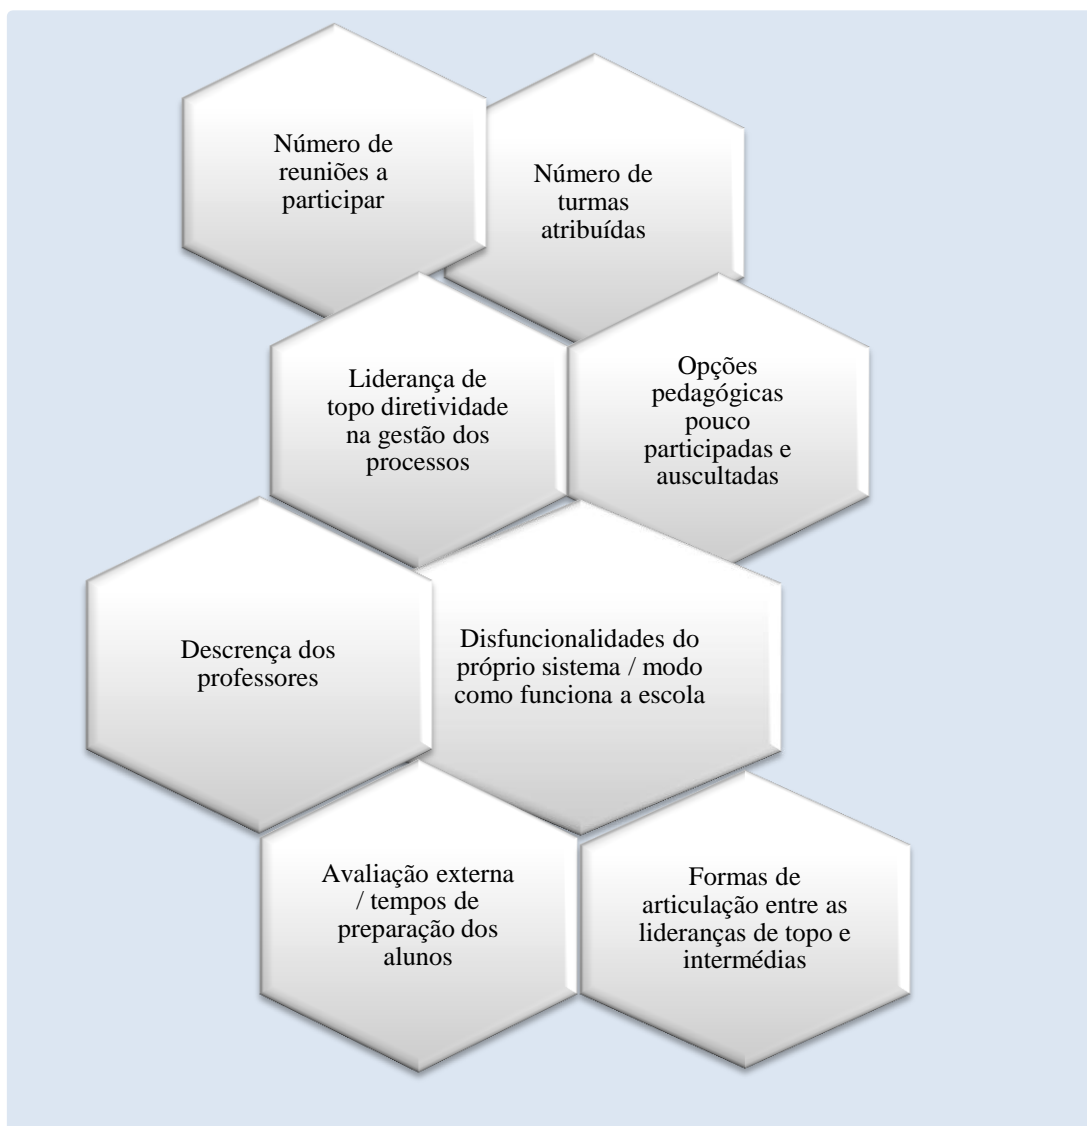 Número de
reuniões a
participar
Número de
turmas
atribuídas
Liderança de
topo diretividade
na gestão dos
processos
Opções
pedagógicas
pouco
participadas e
auscultadas
Descrença dos
professores
Disfuncionalidades do
próprio sistema / modo
como funciona a escola
Avaliação externa
/ tempos de
preparação dos
alunos
Formas de
articulação entre as
lideranças de topo e
intermédias